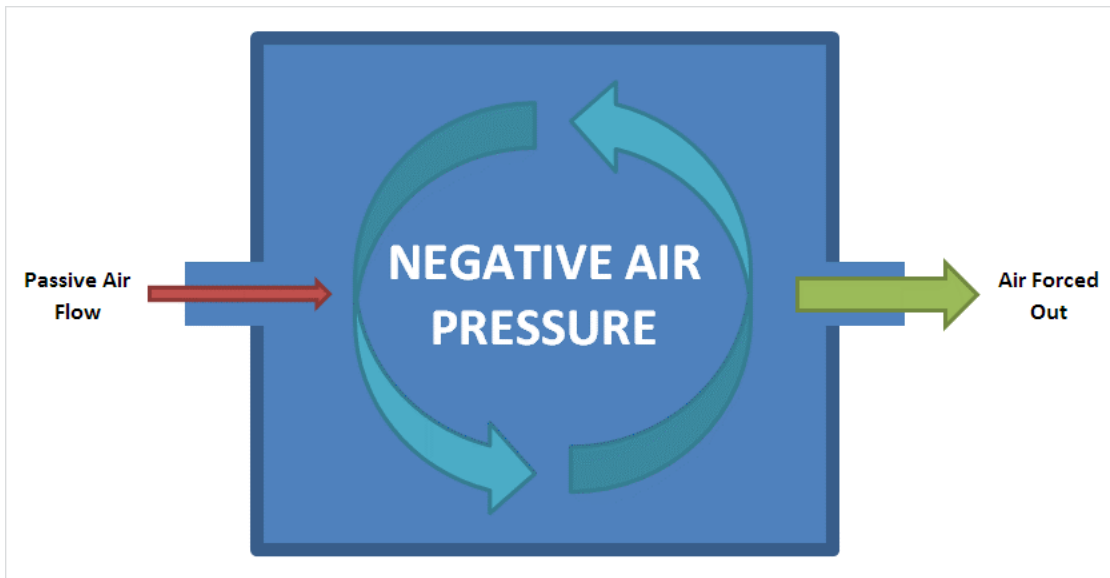 Passive Air
Flow
NEGATIVE AIR
PRESSURE
Air Forced
Out